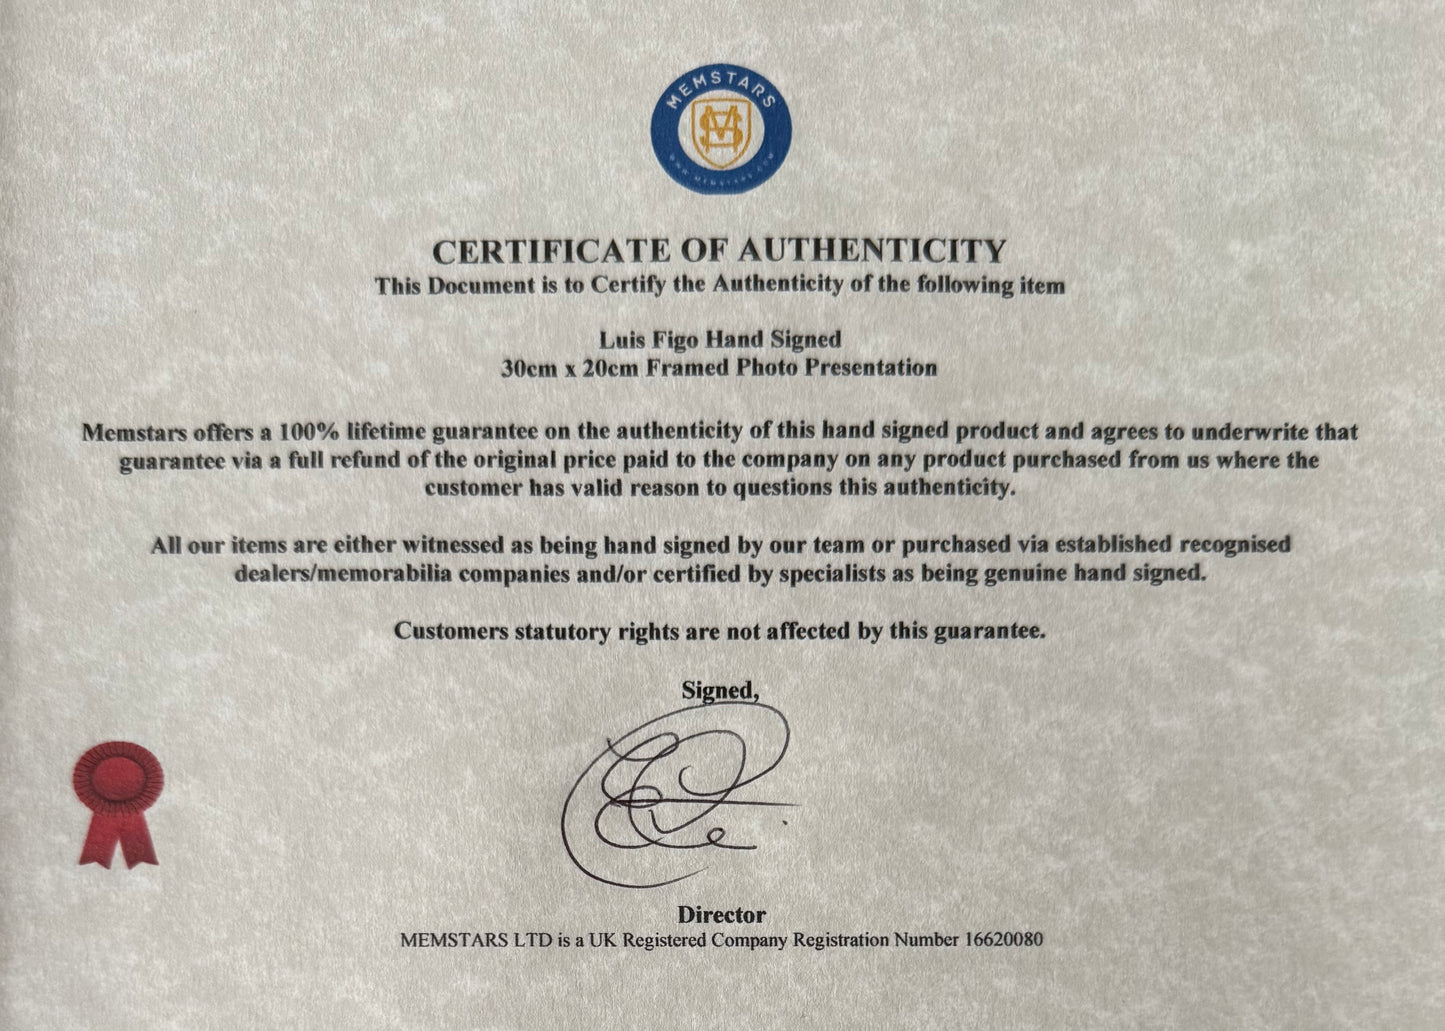 MEMSTARS
MS
WWW.MEMSTARS.COM
CERTIFICATE OF AUTHENTICITY
This Document is to Certify the Authenticity of the following item
Luis Figo Hand Signed
30cm x 20cm Framed Photo Presentation
Memstars offers a 100% lifetime guarantee on the authenticity of this hand signed product and agrees to underwrite that
guarantee via a full refund of the original price paid to the company on any product purchased from us where the
customer has valid reason to questions this authenticity.
All our items are either witnessed as being hand signed by our team or purchased via established recognised
dealers/memorabilia companies and/or certified by specialists as being genuine hand signed.
Customers statutory rights are not affected by this guarantee.
Signed,
Director
MEMSTARS LTD is a UK Registered Company Registration Number 16620080